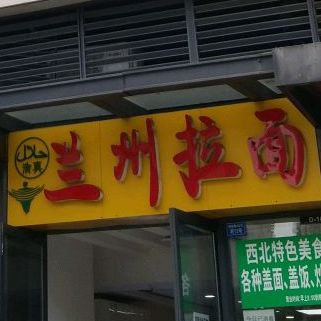 清真
兰州拉面
西北特色美食
各种盖面、盖饭、炒